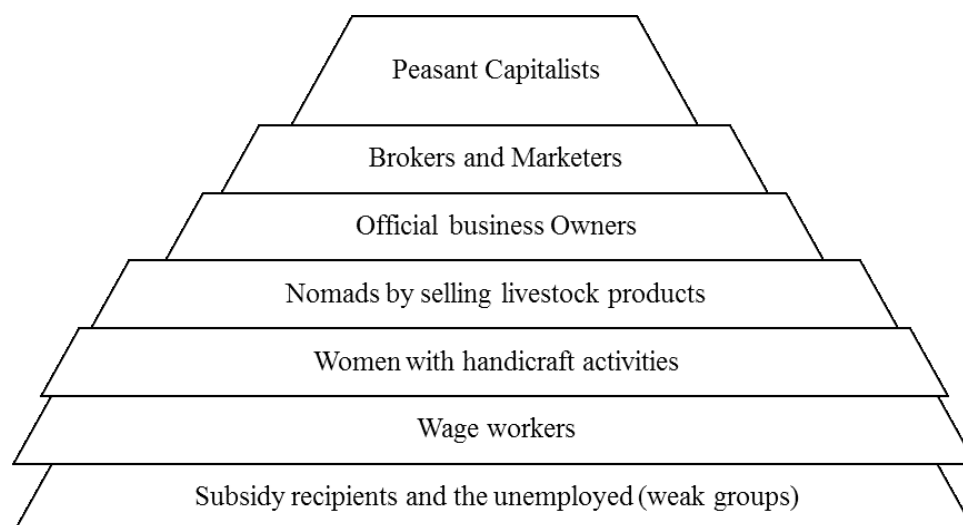 Peasant Capitalists
Brokers and Marketers
Official business Owners
Nomads by selling livestock products
Women with handicraft activities
Wage workers
Subsidy recipients and the unemployed (weak groups)